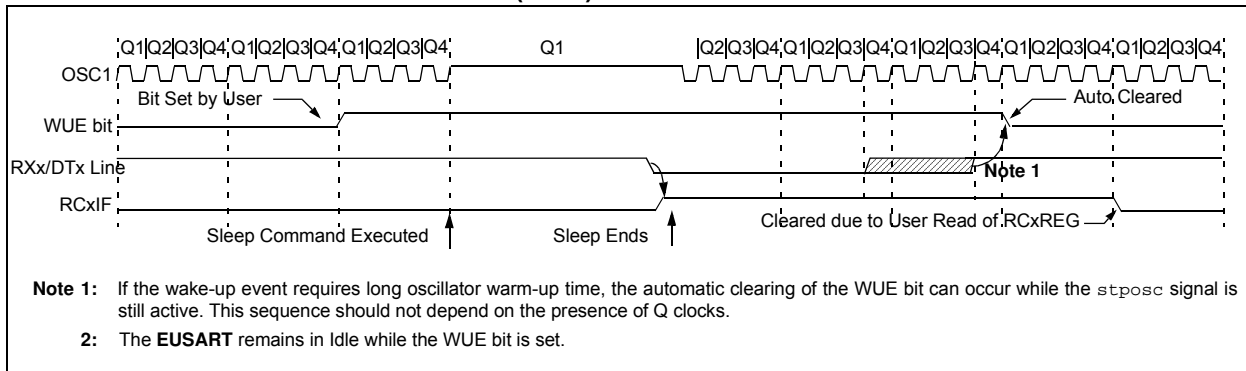 Q1 Q2 Q3 Q4 Q1 Q2 Q3 Q4 Q1 Q2 Q3 Q4 Q1 Q2 Q3 Q4 Q1 Q2 Q3 Q4 Q1 Q2 Q3 Q4 Q1 Q2 Q3 Q4 Q1 Q2 Q3 Q4
OSC1
Bit Set by User
Auto Cleared
WUE bit
RXx/DTx Line
Note 1
RCxIF
Cleared due to User Read of RCxREG
Sleep Command Executed
Sleep Ends
Note 1: If the wake-up event requires long oscillator warm-up time, the automatic clearing of the WUE bit can occur while the stposc signal is
still active. This sequence should not depend on the presence of Q clocks.
2: The EUSART remains in Idle while the WUE bit is set.